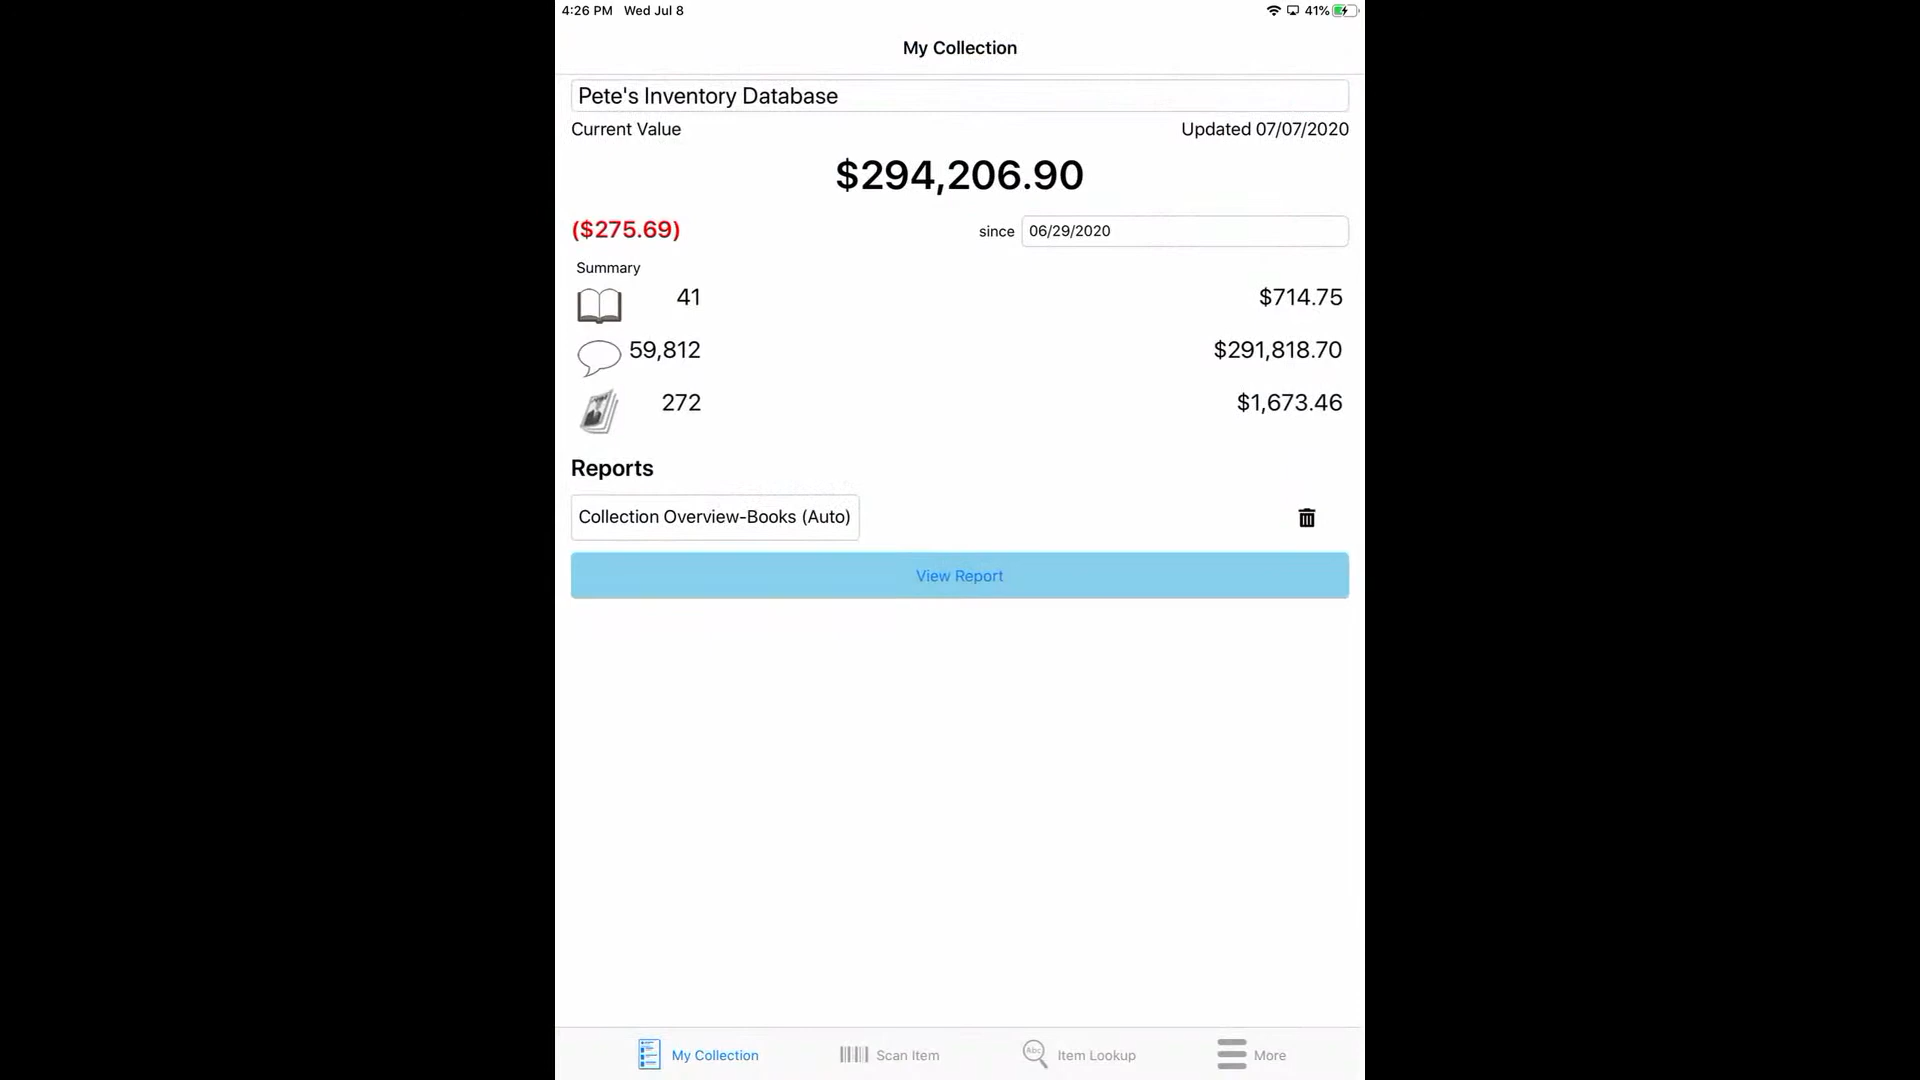 4:26 PM Wed Jul 8 41%
My Collection
Pete's Inventory Database
Current Value Updated 07/07/2020
$294,206.90
($275.69) since 06/29/2020
Summary
41 $714.75
59,812 $291,818.70
272 $1,673.46
Reports
Collection Overview-Books (Auto)
View Report
My Collection Scan Item Abc Item Lookup More